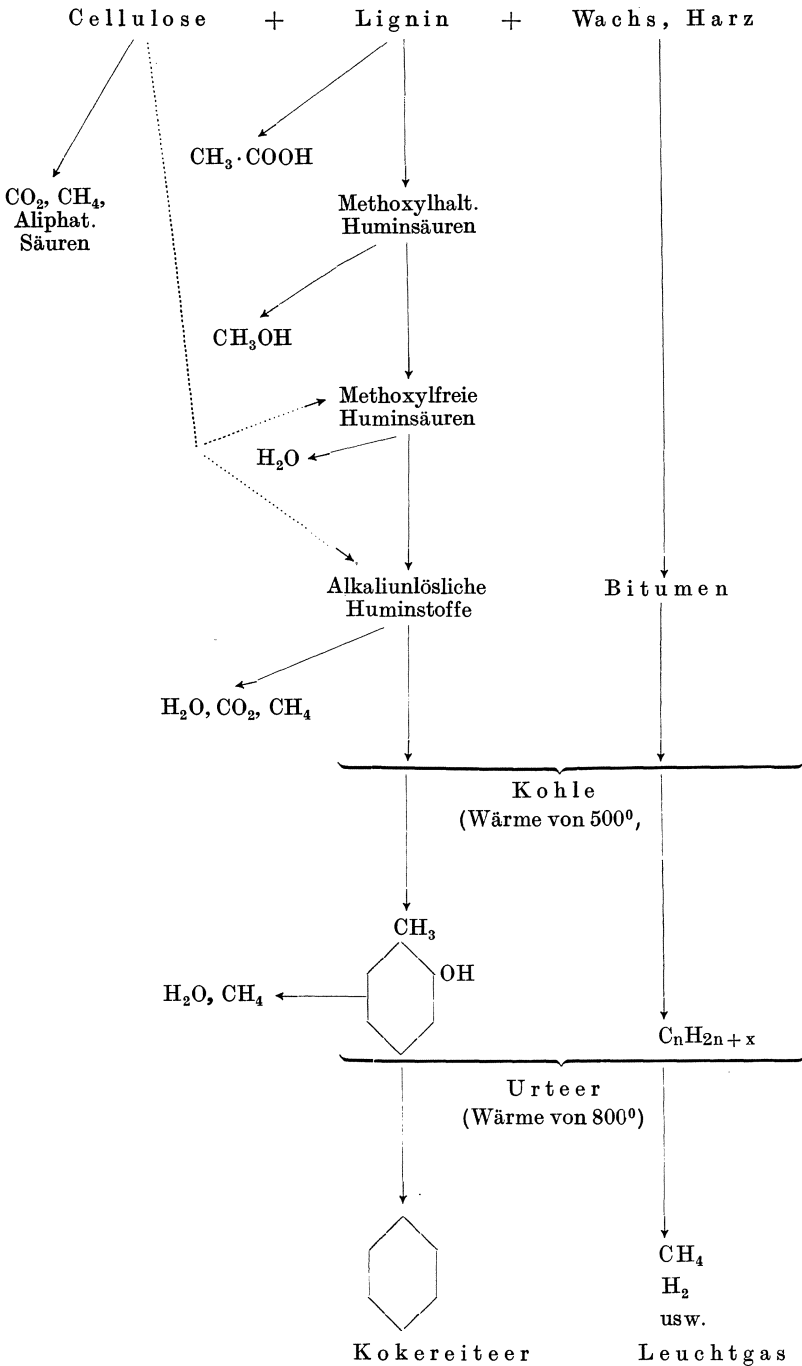 Cellulose + Lignin + Wachs, Harz
CH₃·COOH
CO₂, CH₄,
Aliphat.
Säuren
Methoxylhalt.
Huminsäuren
CH₃OH
Methoxylfreie
Huminsäuren
H₂O
Alkaliunlösliche
Huminstoffe
Bitumen
H₂O, CO₂, CH₄
Kohle
(Wärme von 500⁰,
CH₃
OH
H₂O, CH₄
CₙH₂ₙ₊ₓ
Urteer
(Wärme von 800⁰)
CH₄
H₂
usw.
Kokereiteer Leuchtgas